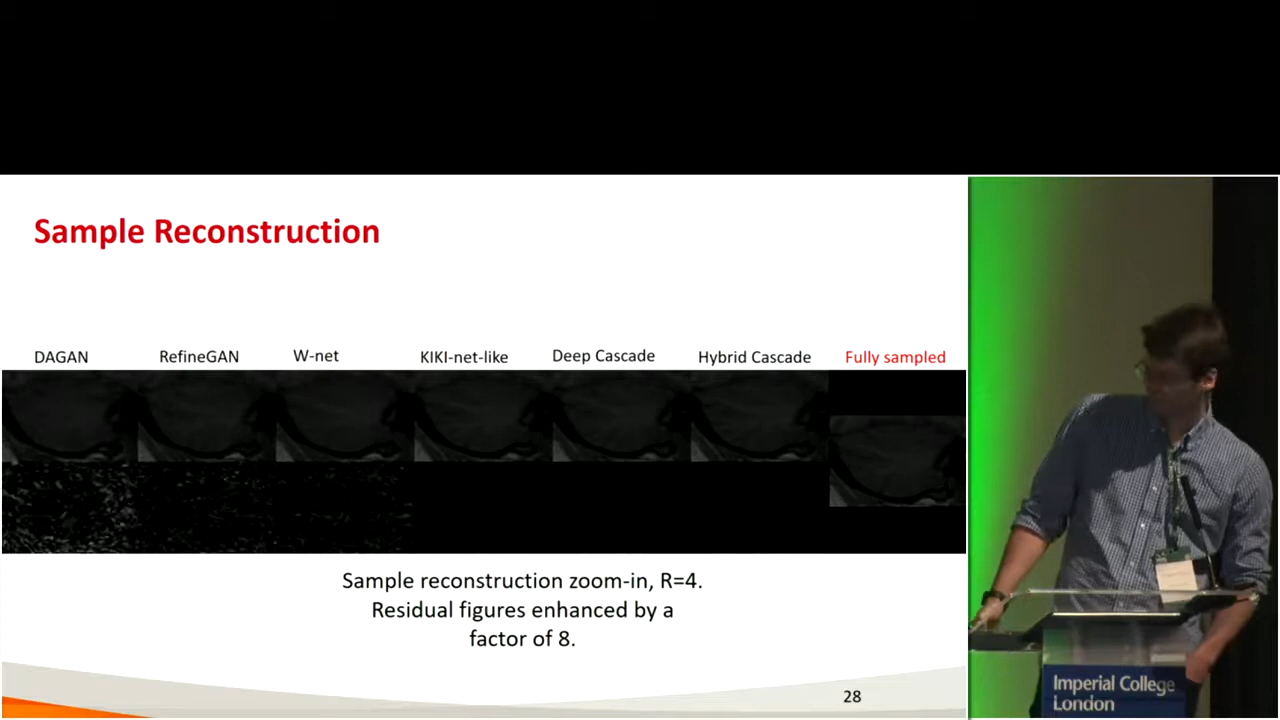 Sample Reconstruction
DAGAN RefineGAN W-net KIKI-net-like Deep Cascade Hybrid Cascade Fully sampled
Sample reconstruction zoom-in, R=4.
Residual figures enhanced by a
factor of 8.
28
Imperial College
London